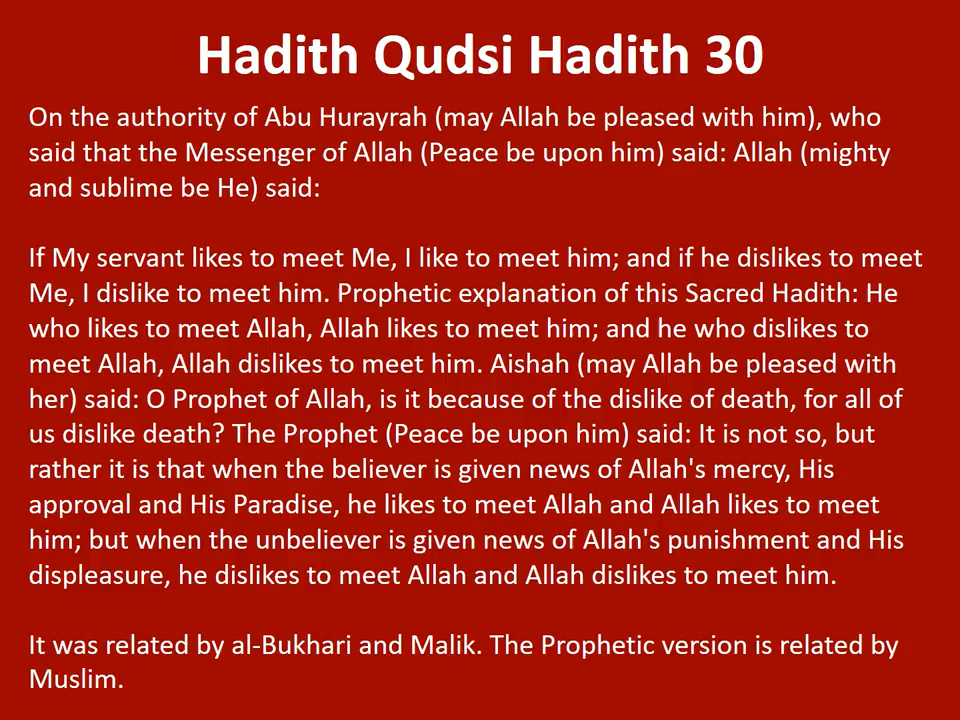 Hadith Qudsi Hadith 30
On the authority of Abu Hurayrah (may Allah be pleased with him), who
said that the Messenger of Allah (Peace be upon him) said: Allah (mighty
and sublime be He) said:
If My servant likes to meet Me, I like to meet him; and if he dislikes to meet
Me, I dislike to meet him. Prophetic explanation of this Sacred Hadith: He
who likes to meet Allah, Allah likes to meet him; and he who dislikes to
meet Allah, Allah dislikes to meet him. Aishah (may Allah be pleased with
her) said: O Prophet of Allah, is it because of the dislike of death, for all of
us dislike death? The Prophet (Peace be upon him) said: It is not so, but
rather it is that when the believer is given news of Allah's mercy, His
approval and His Paradise, he likes to meet Allah and Allah likes to meet
him; but when the unbeliever is given news of Allah's punishment and His
displeasure, he dislikes to meet Allah and Allah dislikes to meet him.
It was related by al-Bukhari and Malik. The Prophetic version is related by
Muslim.